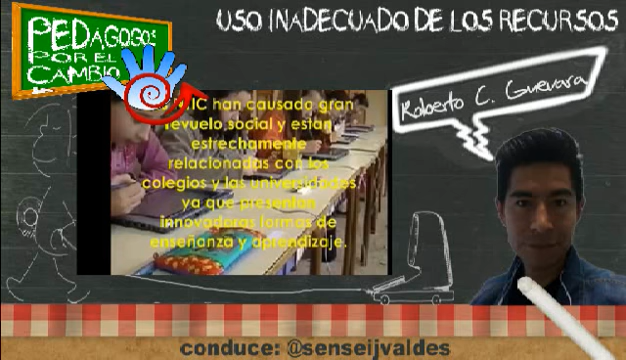 USO INADECUADO DE LOS RECURSOS
PEDAGOGOS
POR EL
CAMBIO
Roberto C. Guevara
TIC han causado gran
revuelo social y están
estrechamente
relacionadas con los
colegios y las universidades
ya que presentan
innovadoras formas de
enseñanza y aprendizaje.
conduce: @senseijvaldes